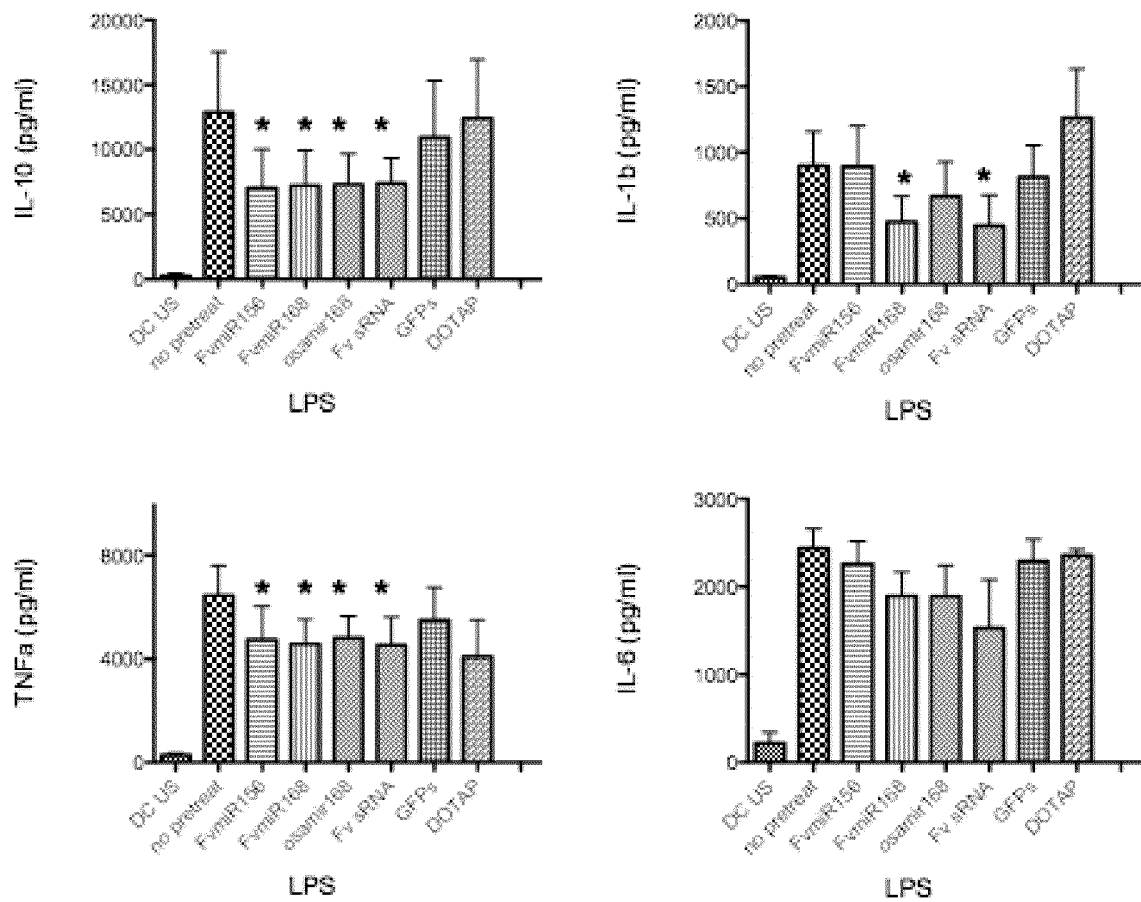 20000
15000
10000
5000
0
IL-10 (pg/ml)
* * * *
DC US
no pretreat
FvmiR156
FvmiR168
osamir168
Fv sRNA
GFPs
DOTAP
LPS
2000
1500
1000
500
0
IL-1b (pg/ml)
* *
DC US
no pretreat
FvmiR156
FvmiR168
osamir168
Fv sRNA
GFPs
DOTAP
LPS
8000
4000
0
TNFa (pg/ml)
* * * *
DC US
no pretreat
FvmiR156
FvmiR168
osamir168
Fv sRNA
GFPs
DOTAP
LPS
3000
2000
1000
0
IL-6 (pg/ml)
DC US
no pretreat
FvmiR156
FvmiR168
osamir168
Fv sRNA
GFPs
DOTAP
LPS